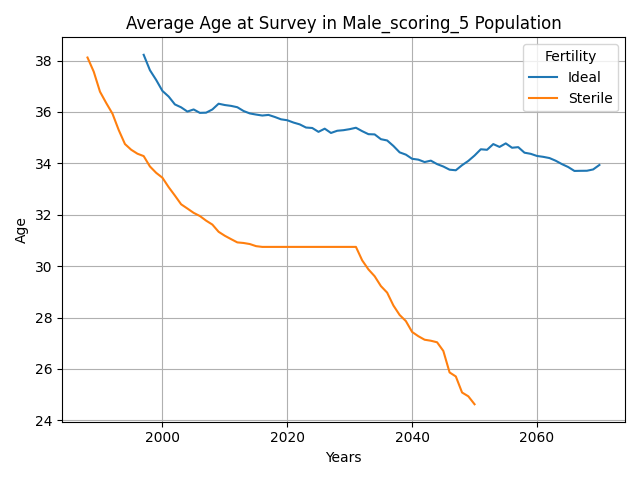 Average Age at Survey in Male_scoring_5 Population
Fertility
Ideal
Sterile
38
36
34
32
30
28
26
24
Age
2000
2020
2040
2060
Years